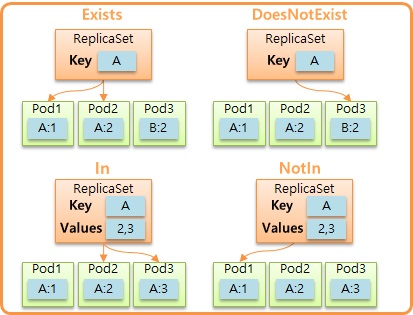 Exists
ReplicaSet
Key A
Pod1 Pod2 Pod3
A:1 A:2 B:2
DoesNotExist
ReplicaSet
Key A
Pod1 Pod2 Pod3
A:1 A:2 B:2
In
ReplicaSet
Key A
Values 2,3
Pod1 Pod2 Pod3
A:1 A:2 A:3
NotIn
ReplicaSet
Key A
Values 2,3
Pod1 Pod2 Pod3
A:1 A:2 A:3